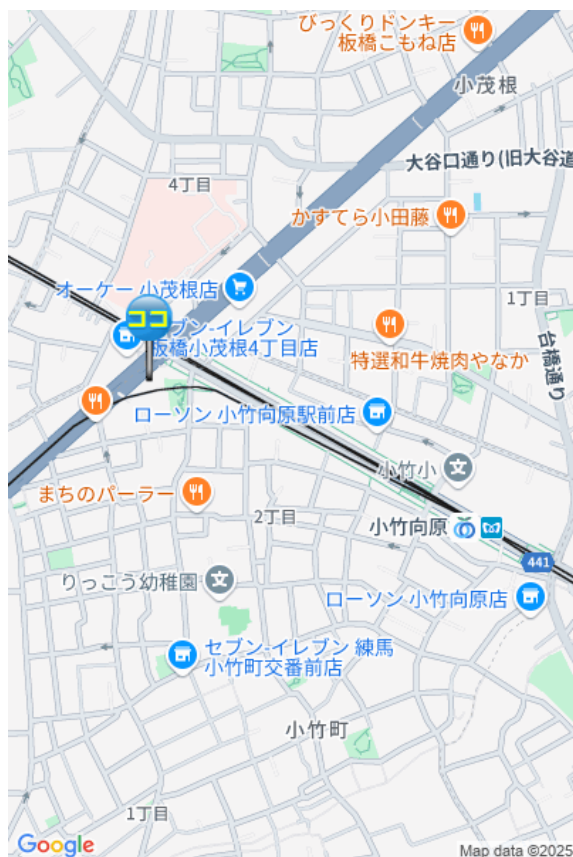 びっくりドンキー
板橋こもね店
小茂根
大谷口通り(旧大谷道
4丁目
かすてら小田藤
オーケー 小茂根店
1丁目
ココ
ブン-イレブン
板橋小茂根4丁目店
台橋通り
特選和牛焼肉やなか
ローソン 小竹向原駅前店
小竹小
文
まちのパーラー
2丁目
小竹向原
441
りっこう幼稚園
文
ローソン 小竹向原店
セブン-イレブン 練馬
小竹町交番前店
小竹町
1丁目
Google
Map data ©2025